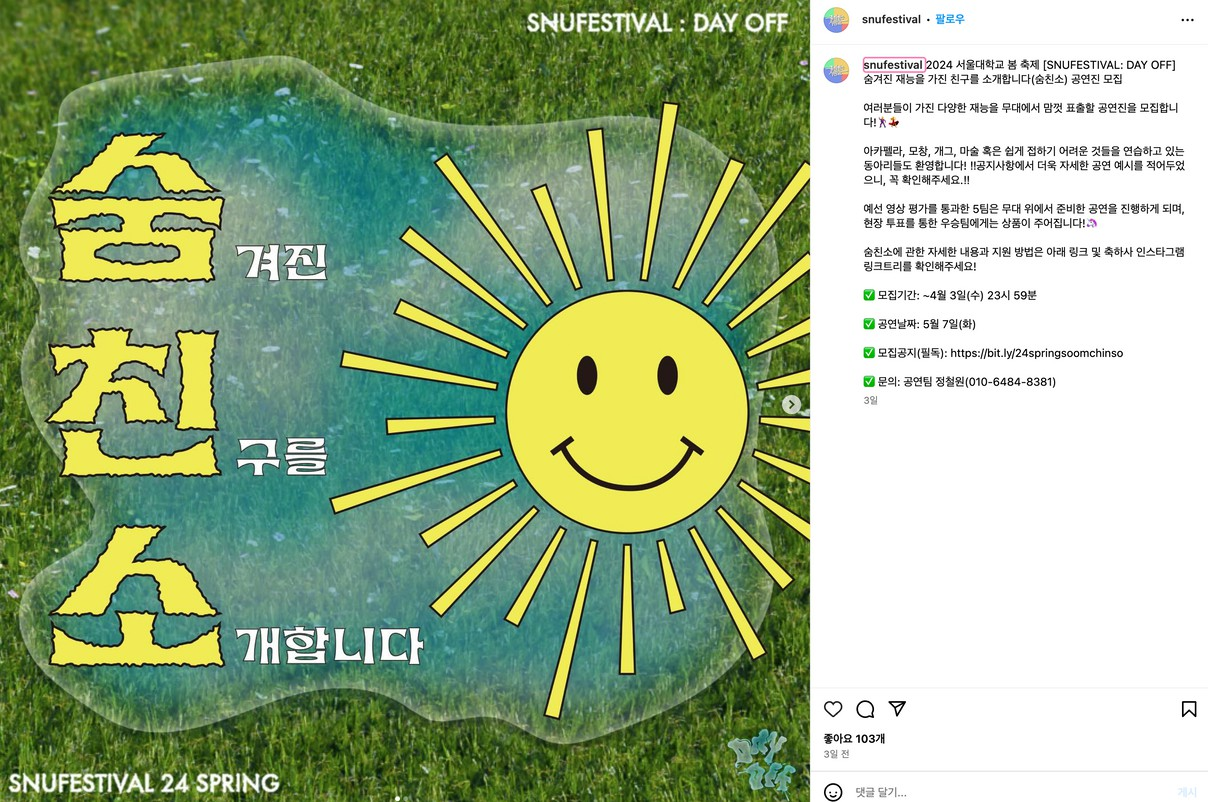 SNUFESTIVAL : DAY OFF
숨겨진
친구를
소개합니다
DAY OFF
SNUFESTIVAL 24 SPRING
snufestival • 팔로우
snufestival 2024 서울대학교 봄 축제 [SNUFESTIVAL: DAY OFF]
숨겨진 재능을 가진 친구를 소개합니다(숨친소) 공연진 모집
여러분들이 가진 다양한 재능을 무대에서 맘껏 표출할 공연진을 모집합니
다!🕺💃
아카펠라, 모창, 개그, 마술 혹은 쉽게 접하기 어려운 것들을 연습하고 있는
동아리들도 환영합니다! !!공지사항에서 더욱 자세한 공연 예시를 적어두었
으니, 꼭 확인해주세요.!!
예선 영상 평가를 통과한 5팀은 무대 위에서 준비한 공연을 진행하게 되며,
현장 투표를 통한 우승팀에게는 상품이 주어집니다!🦄
숨친소에 관한 자세한 내용과 지원 방법은 아래 링크 및 축하사 인스타그램
링크트리를 확인해주세요!
✅ 모집기간: ~4월 3일(수) 23시 59분
✅ 공연날짜: 5월 7일(화)
✅ 모집공지(필독): https://bit.ly/24springsoomchinso
✅ 문의: 공연팀 정철원(010-6484-8381)
3일
좋아요 103개
3일 전
댓글 달기...
게시